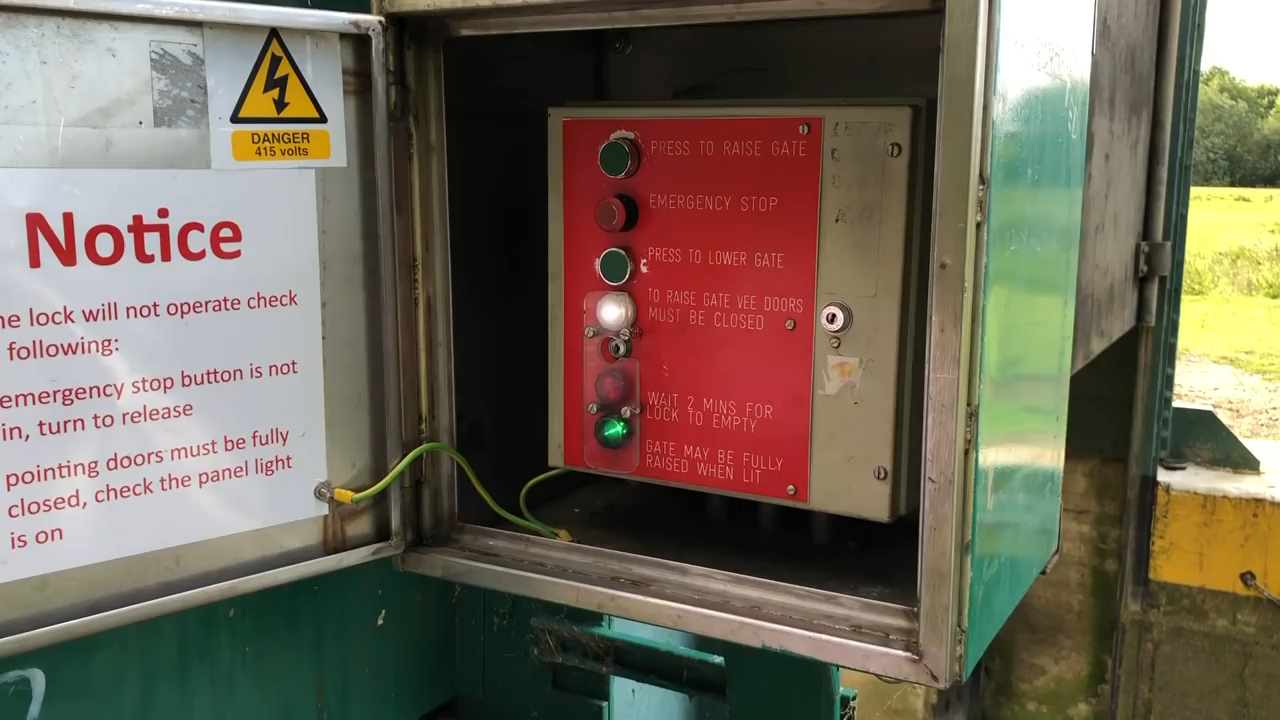 DANGER
415 volts
Notice
he lock will not operate check
following:
emergency stop button is not
in, turn to release
pointing doors must be fully
closed, check the panel light
is on
PRESS TO RAISE GATE
EMERGENCY STOP
PRESS TO LOWER GATE
TO RAISE GATE VEE DOORS
MUST BE CLOSED
WAIT 2 MINS FOR
LOCK TO EMPTY
GATE MAY BE FULLY
RAISED WHEN LIT